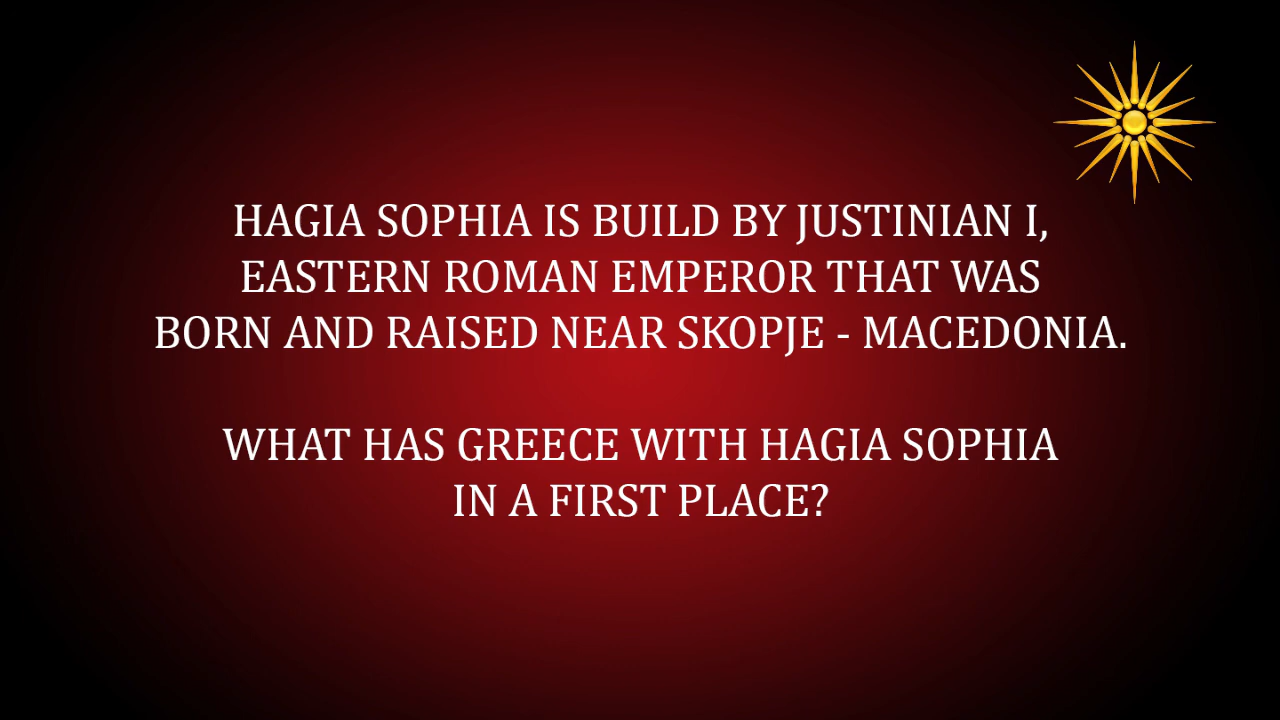 HAGIA SOPHIA IS BUILD BY JUSTINIAN I,
EASTERN ROMAN EMPEROR THAT WAS
BORN AND RAISED NEAR SKOPJE - MACEDONIA.
WHAT HAS GREECE WITH HAGIA SOPHIA
IN A FIRST PLACE?